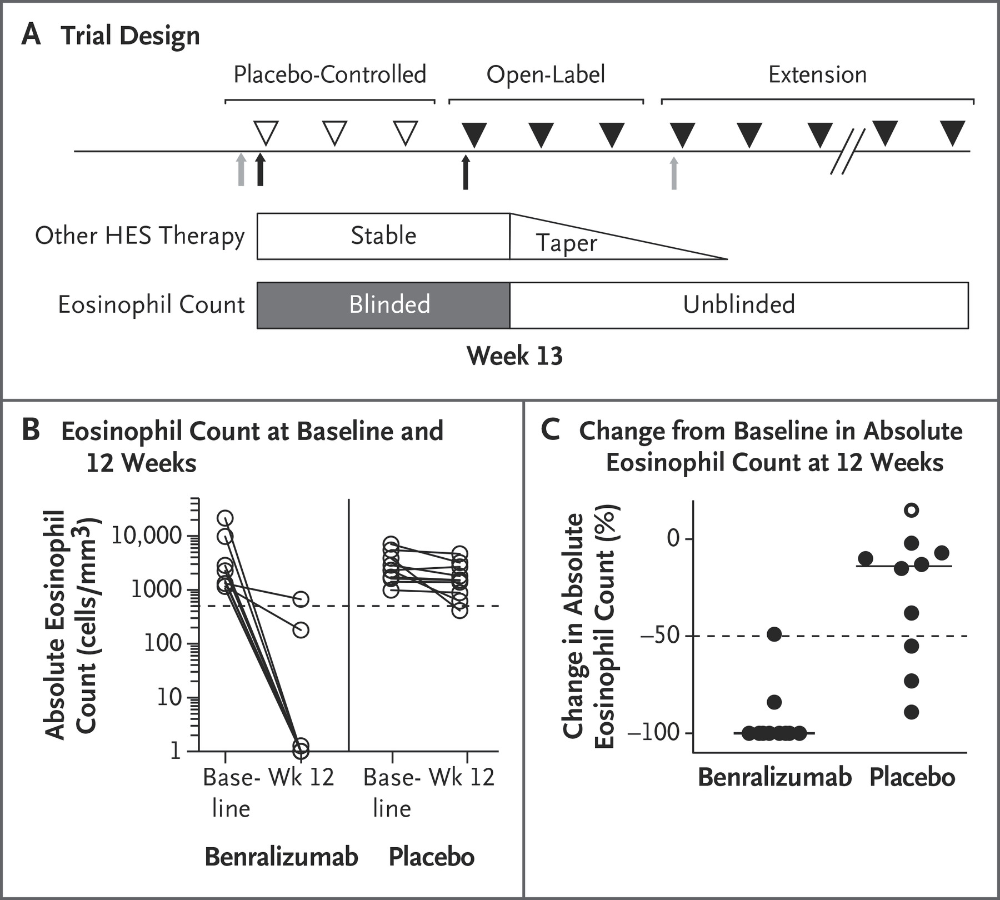 A Trial Design
Placebo-Controlled Open-Label Extension
Other HES Therapy Stable Taper
Eosinophil Count Blinded Unblinded
Week 13
B Eosinophil Count at Baseline and
12 Weeks
Absolute Eosinophil
Count (cells/mm³)
10,000
1000
100
10
1
Base- Wk 12 Base- Wk 12
line line
Benralizumab Placebo
C Change from Baseline in Absolute
Eosinophil Count at 12 Weeks
Change in Absolute
Eosinophil Count (%)
0
−50
−100
Benralizumab Placebo